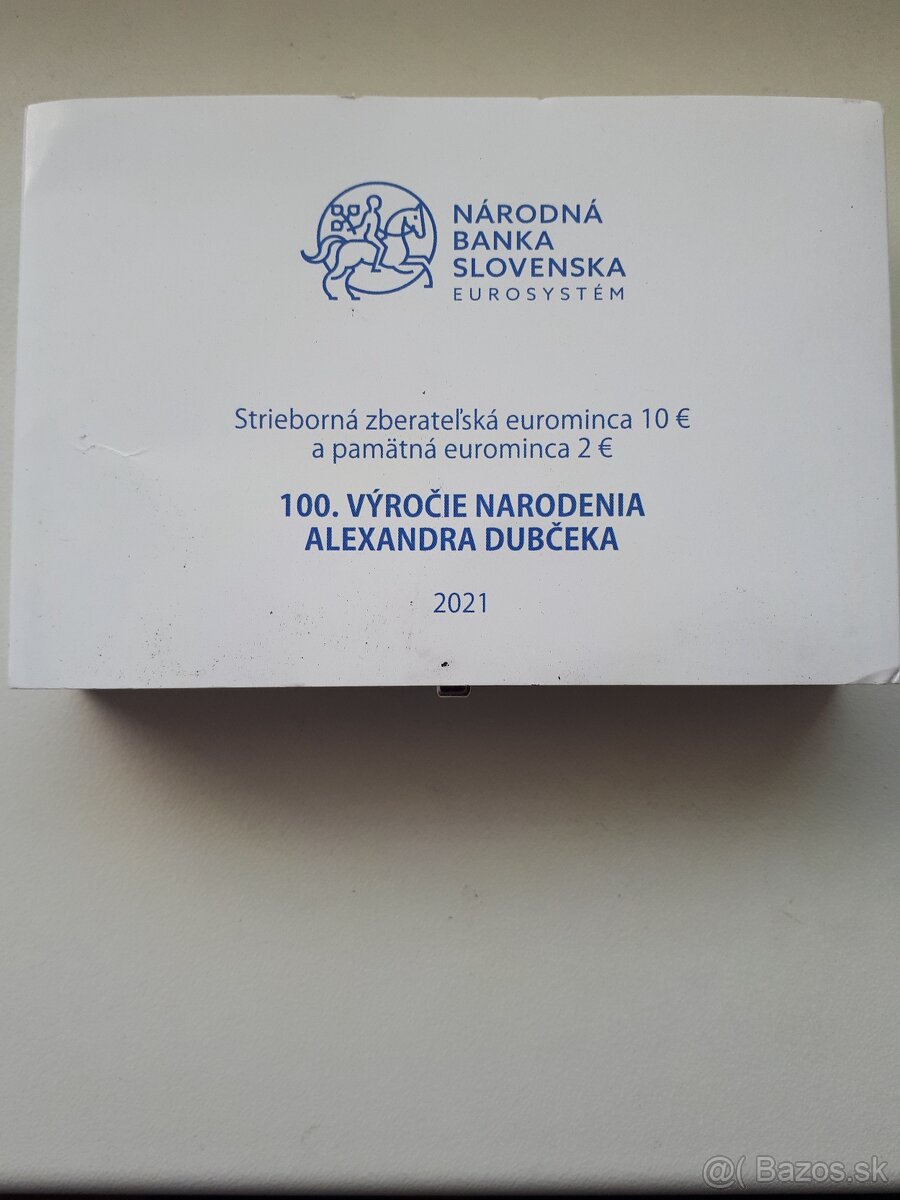 NÁRODNÁ
BANKA
SLOVENSKA
EUROSYSTÉM
Strieborná zberateľská eurominca 10 €
a pamätná eurominca 2 €
100. VÝROČIE NARODENIA
ALEXANDRA DUBČEKA
2021
@( Bazos.sk